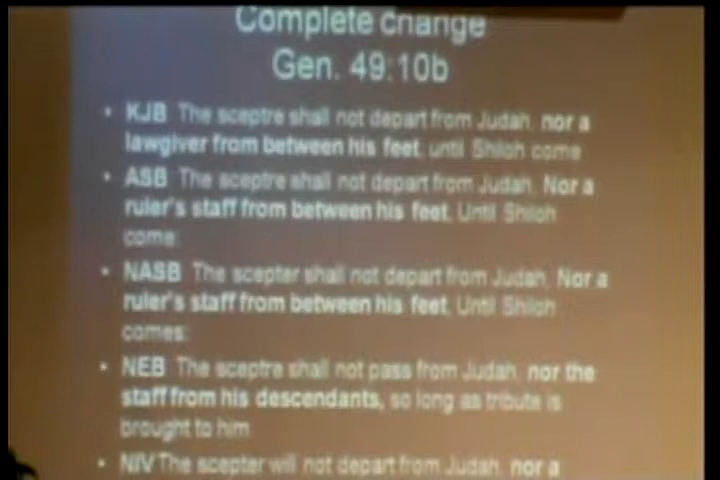 Complete change
Gen. 49:10b
• KJB The sceptre shall not depart from Judah, nor a
lawgiver from between his feet, until Shiloh come
• ASB The sceptre shall not depart from Judah, Nor a
ruler's staff from between his feet, Until Shiloh
come:
• NASB The scepter shall not depart from Judah, Nor a
ruler's staff from between his feet, Until Shiloh
comes:
• NEB The sceptre shall not pass from Judah, nor the
staff from his descendants, so long as tribute is
brought to him
• NIV The scepter will not depart from Judah, nor a